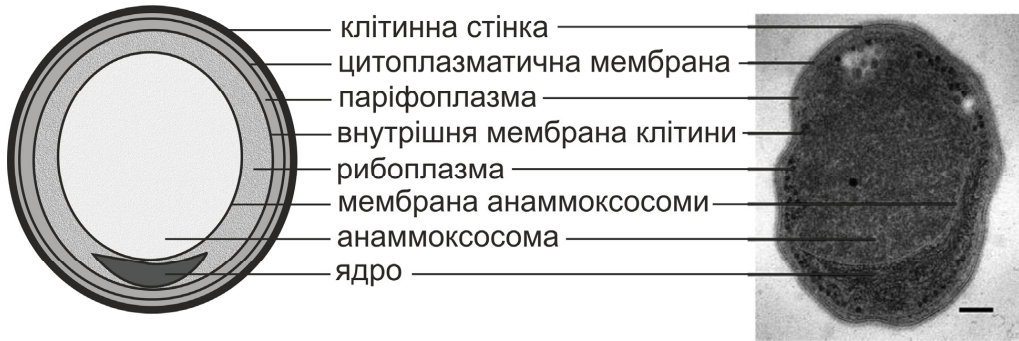 клітинна стінка
цитоплазматична мембрана
паріфоплазма
внутрішня мембрана клітини
рибоплазма
мембрана анаммоксосоми
анаммоксосома
ядро